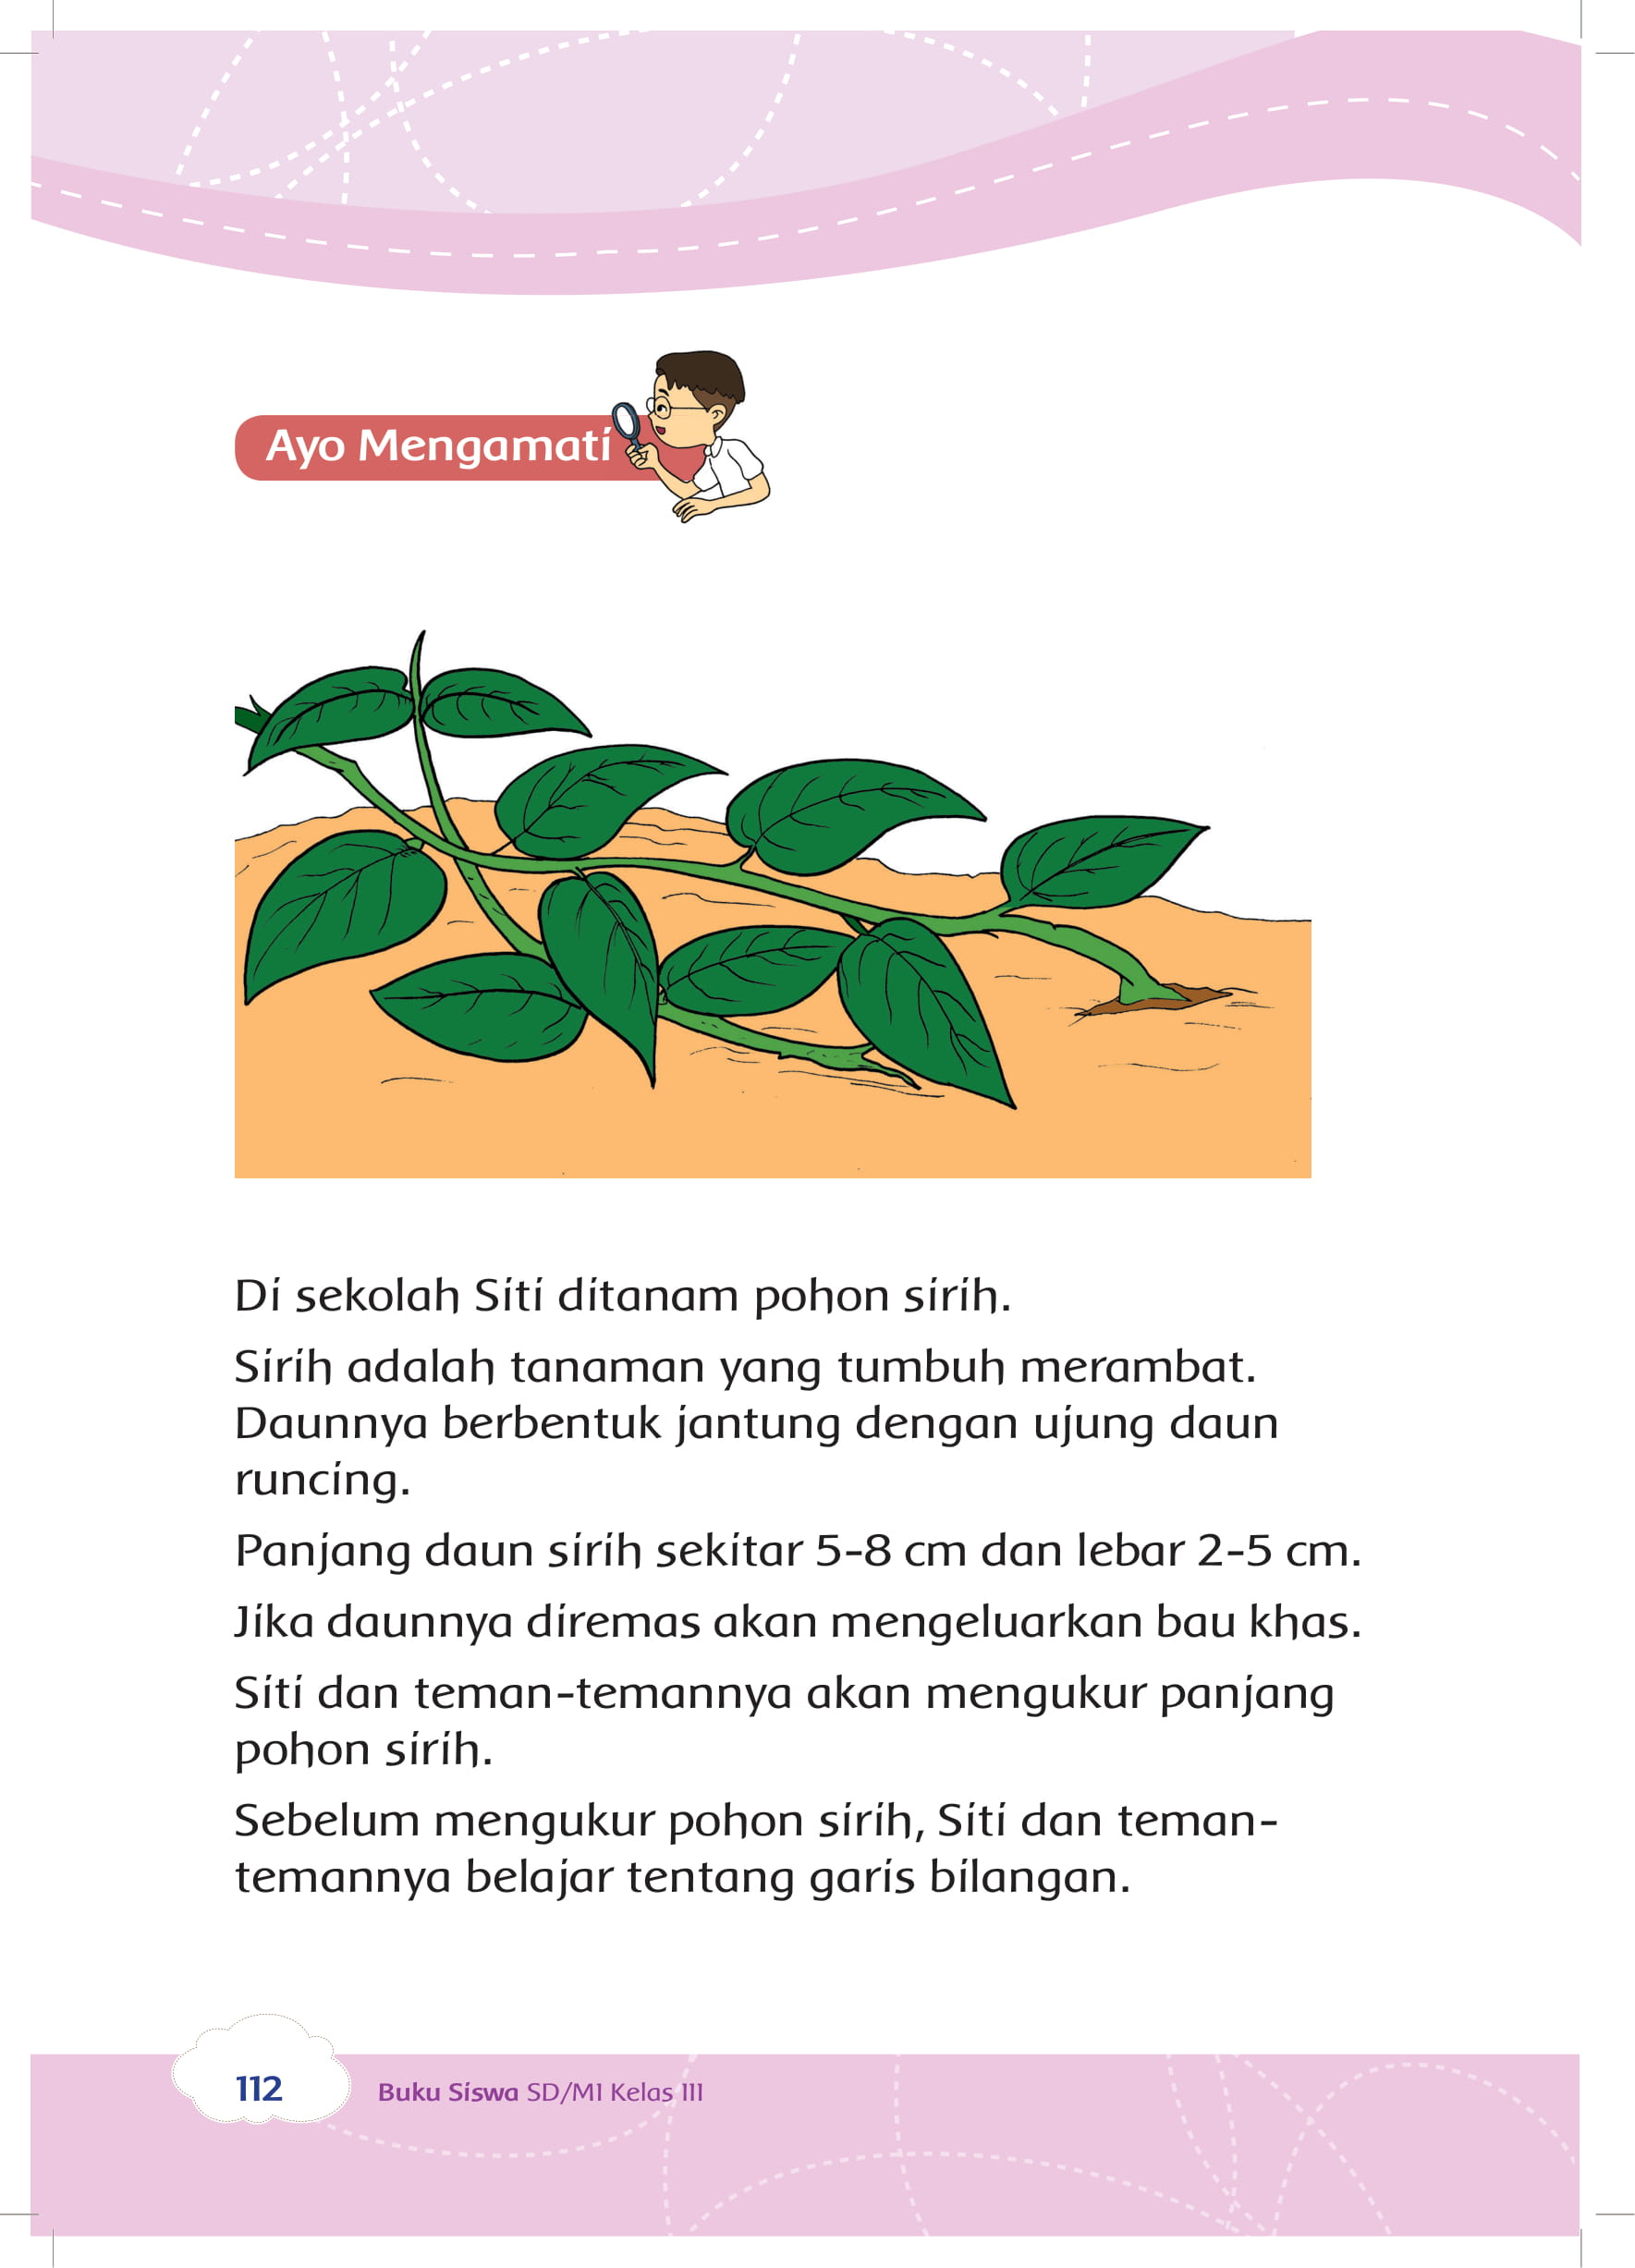 Ayo Mengamati
Di sekolah Siti ditanam pohon sirih.
Sirih adalah tanaman yang tumbuh merambat.
Daunnya berbentuk jantung dengan ujung daun
runcing.
Panjang daun sirih sekitar 5-8 cm dan lebar 2-5 cm.
Jika daunnya diremas akan mengeluarkan bau khas.
Siti dan teman-temannya akan mengukur panjang
pohon sirih.
Sebelum mengukur pohon sirih, Siti dan teman-
temannya belajar tentang garis bilangan.
112
Buku Siswa SD/MI Kelas III